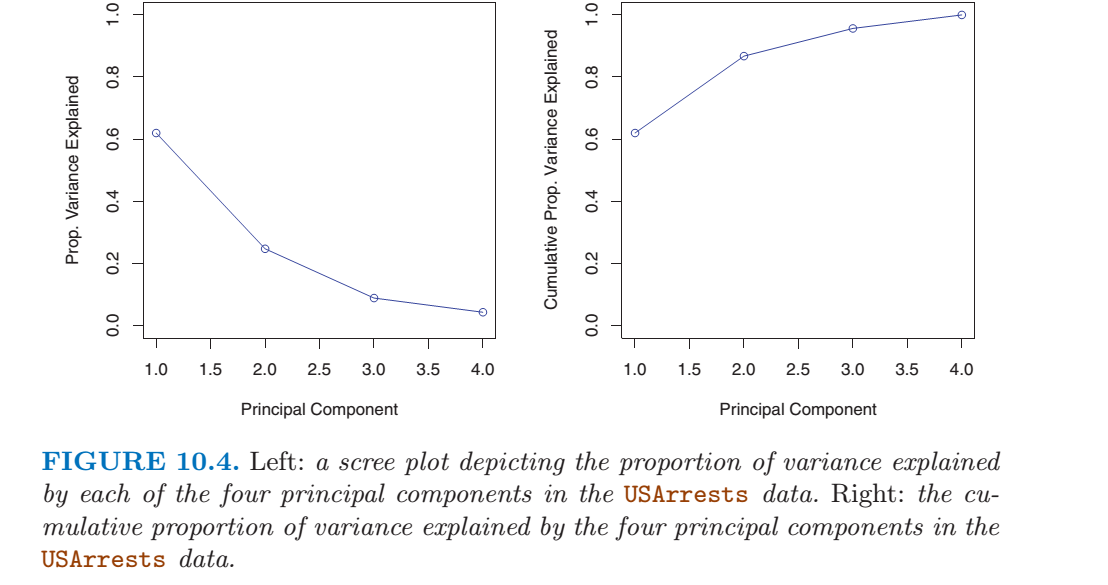 Prop. Variance Explained
1.0
0.8
0.6
0.4
0.2
0.0
1.0 1.5 2.0 2.5 3.0 3.5 4.0
Principal Component
Cumulative Prop. Variance Explained
1.0
0.8
0.6
0.4
0.2
0.0
1.0 1.5 2.0 2.5 3.0 3.5 4.0
Principal Component
FIGURE 10.4. Left: a scree plot depicting the proportion of variance explained
by each of the four principal components in the USArrests data. Right: the cu-
mulative proportion of variance explained by the four principal components in the
USArrests data.